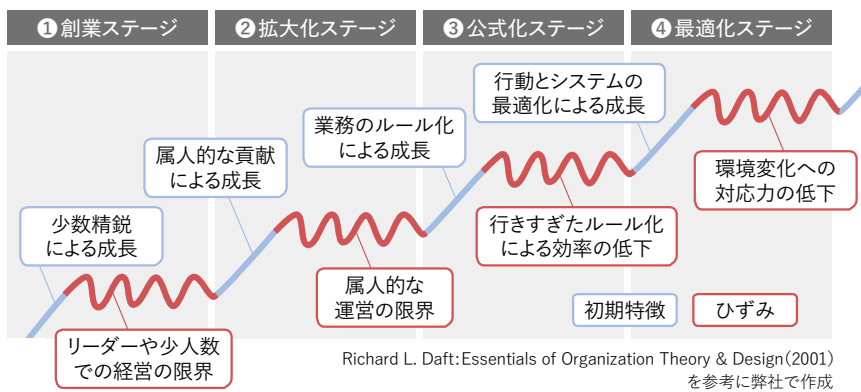 ❶創業ステージ
❷拡大化ステージ
❸公式化ステージ
❹最適化ステージ
少数精鋭
による成長
リーダーや少人数
での経営の限界
属人的な貢献
による成長
属人的な
運営の限界
業務のルール化
による成長
行きすぎたルール化
による効率の低下
行動とシステムの
最適化による成長
環境変化への
対応力の低下
初期特徴
ひずみ
Richard L. Daft:Essentials of Organization Theory & Design(2001)
を参考に弊社で作成